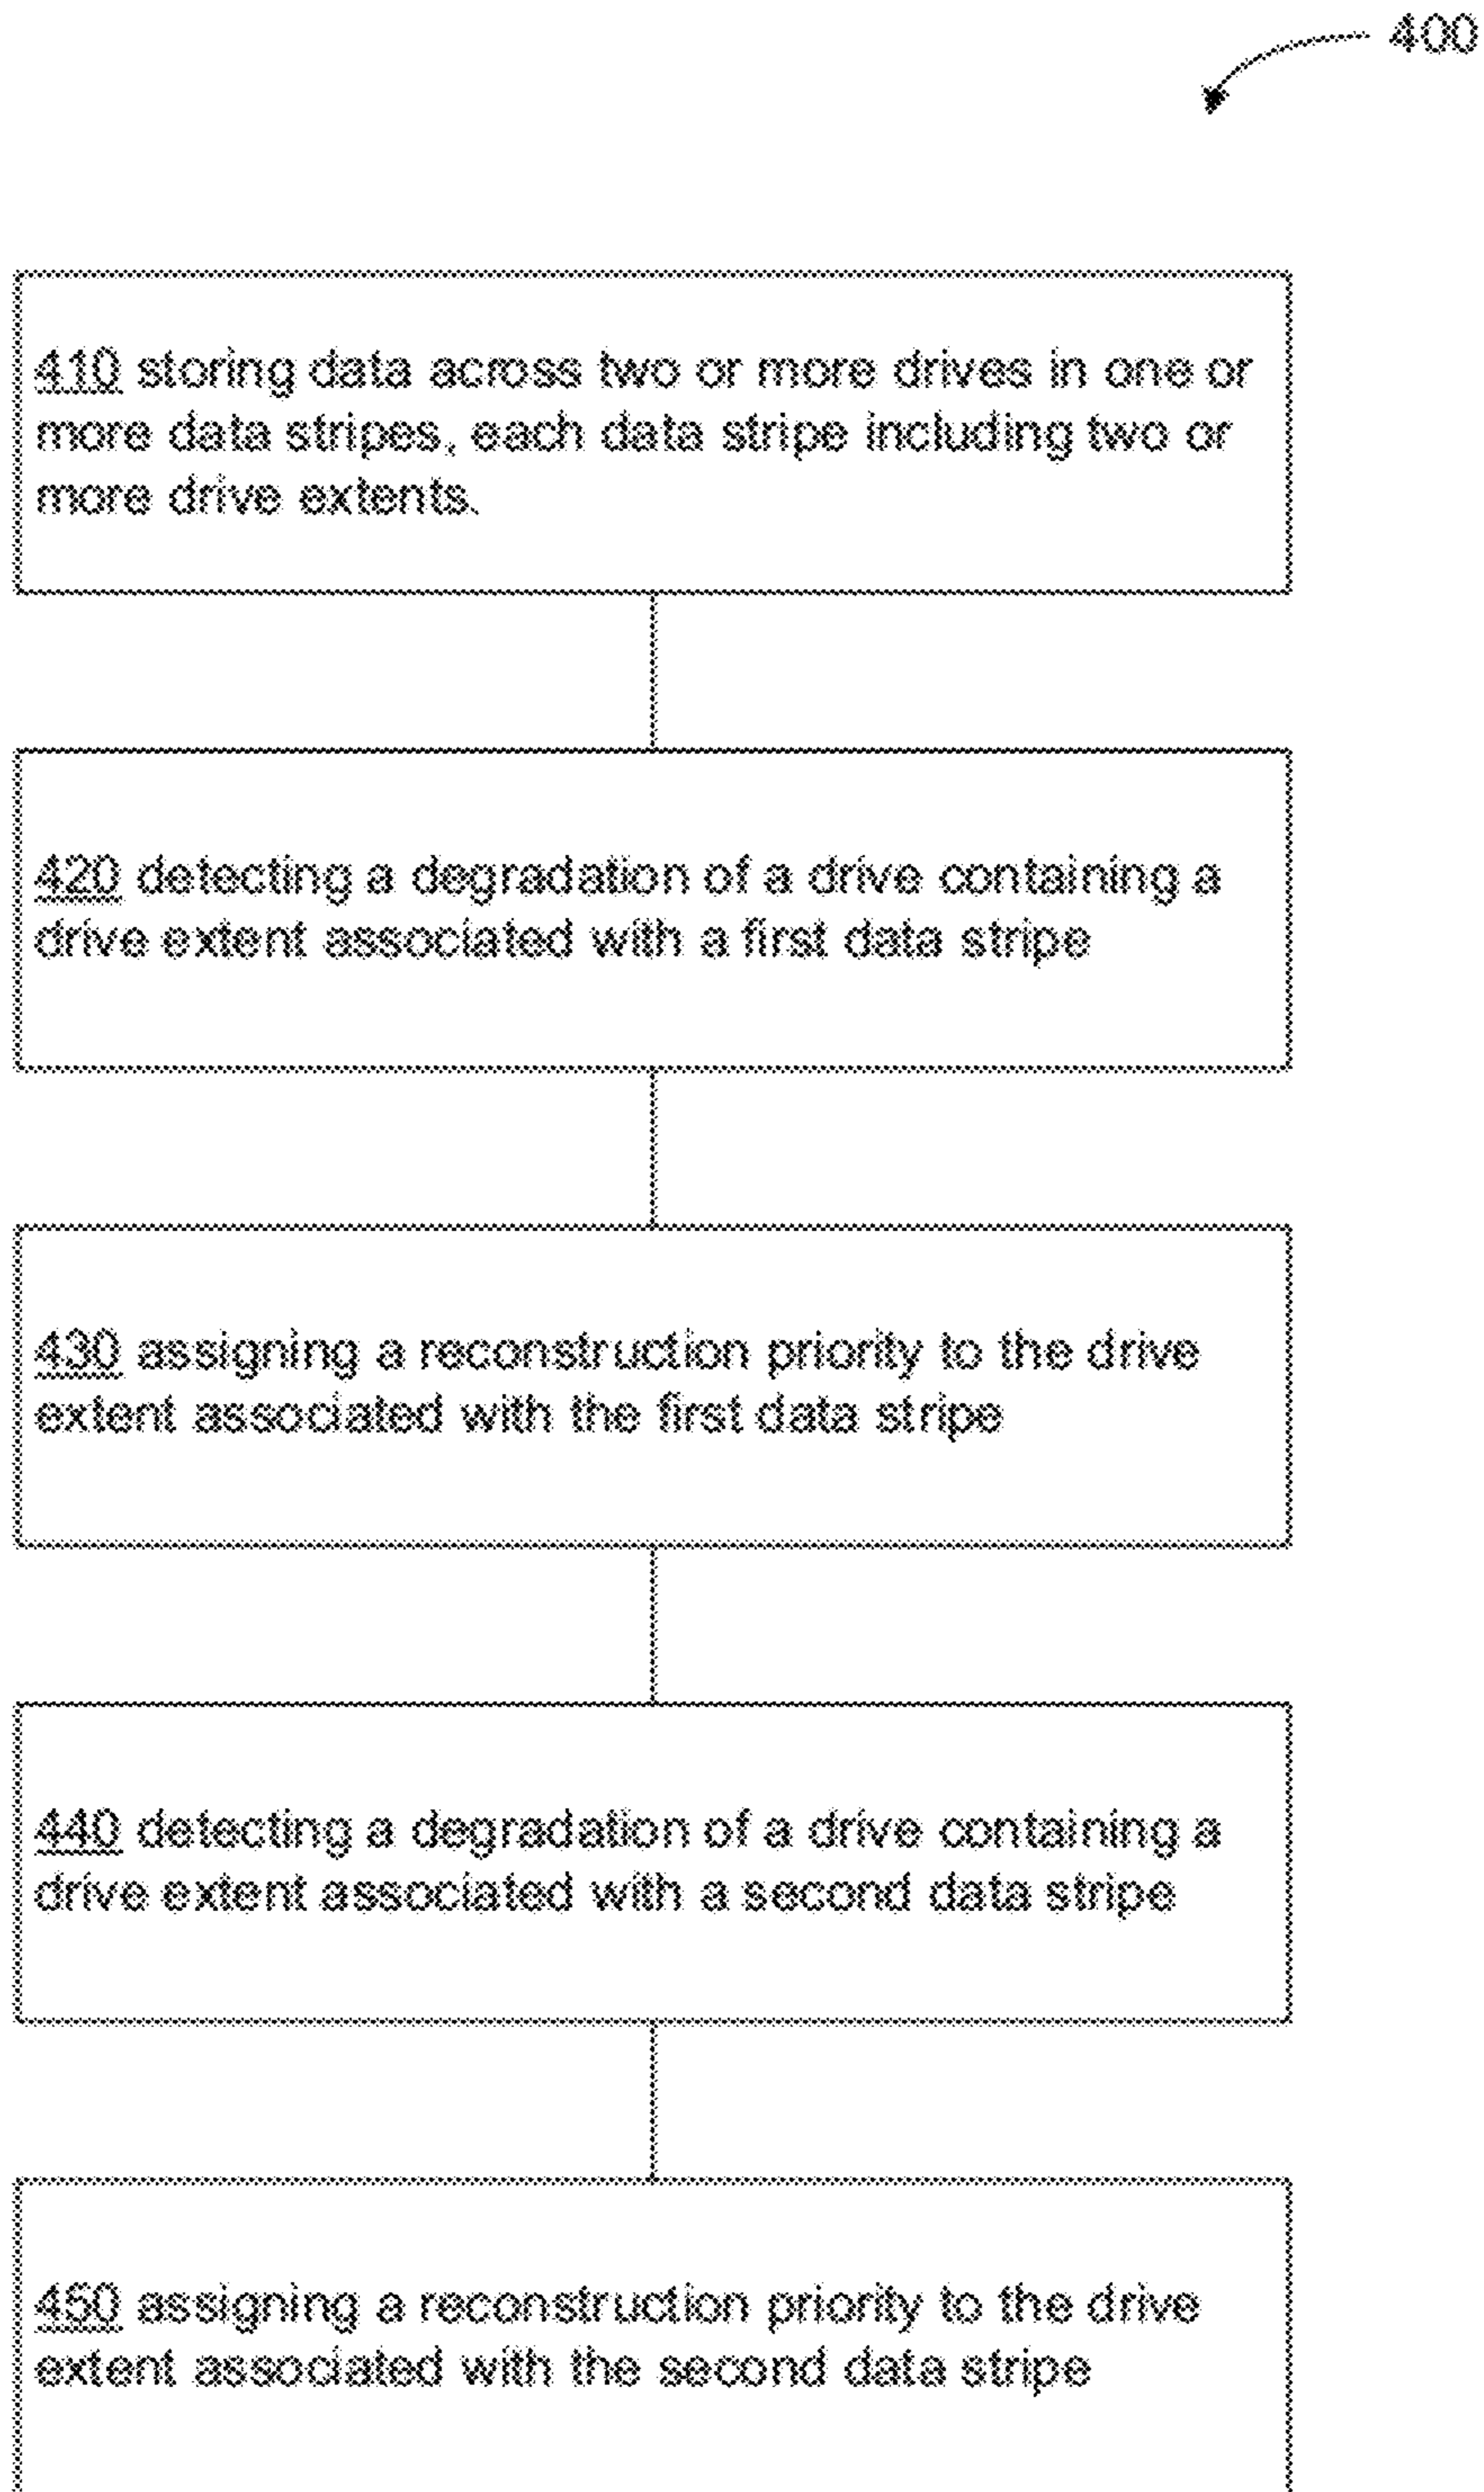 400
410 storing data across two or more drives in one or
more data stripes, each data stripe including two or
more drive extents.
420 detecting a degradation of a drive containing a
drive extent associated with a first data stripe
430 assigning a reconstruction priority to the drive
extent associated with the first data stripe
440 detecting a degradation of a drive containing a
drive extent associated with a second data stripe
450 assigning a reconstruction priority to the drive
extent associated with the second data stripe